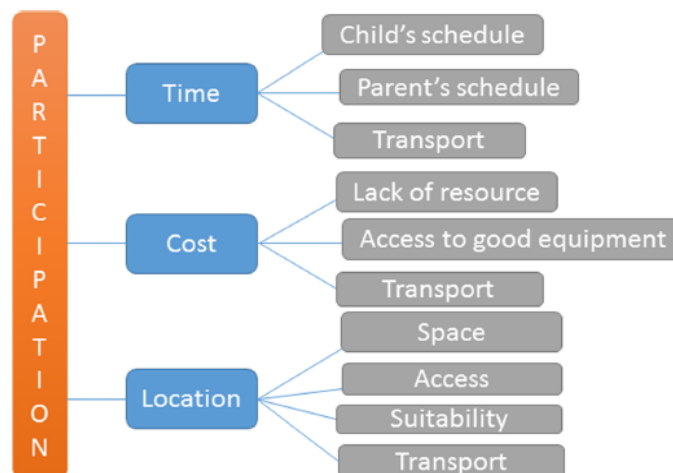 PARTICIPATION
Time
Child's schedule
Parent's schedule
Transport
Cost
Lack of resource
Access to good equipment
Transport
Location
Space
Access
Suitability
Transport